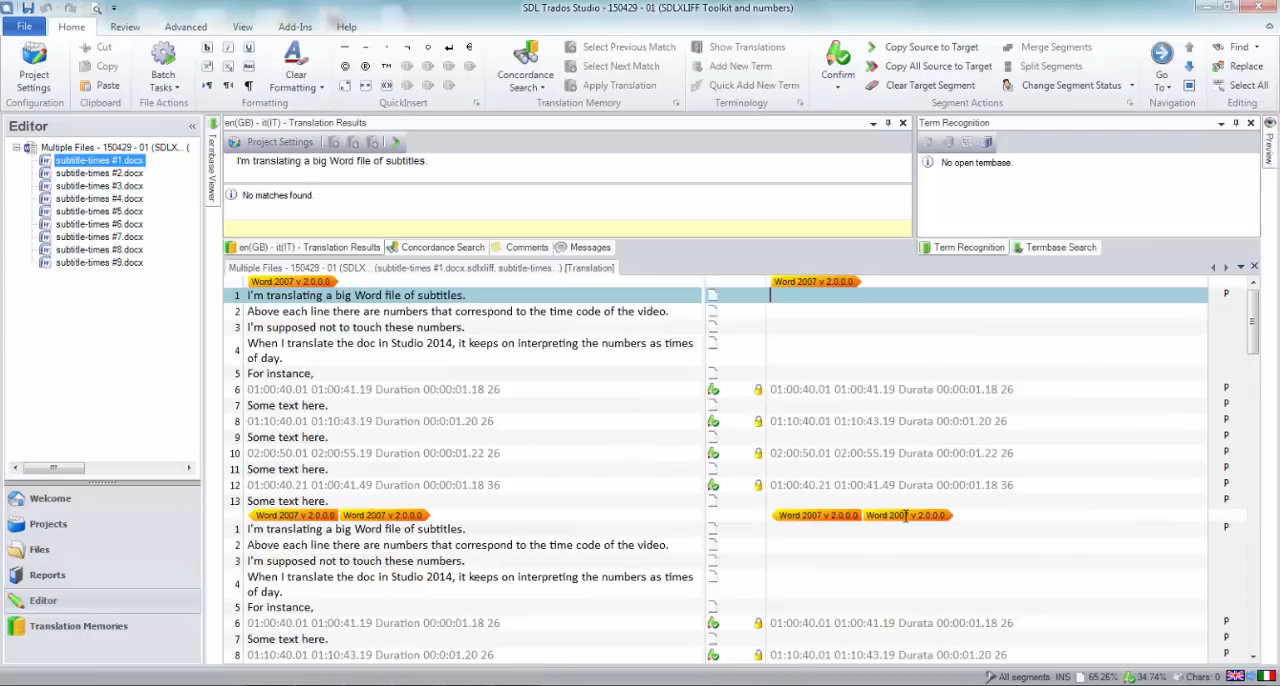 SDL Trados Studio - 150429 - 01 (SDLXLIFF Toolkit and numbers)
File Home Review Advanced View Add-Ins Help
Project Settings
Configuration
Cut
Copy
Paste
Clipboard
Batch Tasks
File Actions
Clear Formatting
Formatting
QuickInsert
Concordance Search
Select Previous Match
Select Next Match
Apply Translation
Translation Memory
Show Translations
Add New Term
Quick Add New Term
Terminology
Confirm
Copy Source to Target
Copy All Source to Target
Clear Target Segment
Merge Segments
Split Segments
Change Segment Status
Segment Actions
Go To
Navigation
Find
Replace
Select All
Editing
Editor
Multiple Files - 150429 - 01 (SDLX... (
subtitle-times #1.docx
subtitle-times #2.docx
subtitle-times #3.docx
subtitle-times #4.docx
subtitle-times #5.docx
subtitle-times #6.docx
subtitle-times #7.docx
subtitle-times #8.docx
subtitle-times #9.docx
Welcome
Projects
Files
Reports
Editor
Translation Memories
Termbase Viewer
en(GB) - it(IT) - Translation Results
Project Settings
I'm translating a big Word file of subtitles.
No matches found.
en(GB) - it(IT) - Translation Results Concordance Search Comments Messages
Term Recognition
No open termbase.
Term Recognition Termbase Search
Preview
Multiple Files - 150429 - 01 (SDLX... (subtitle-times #1.docx.sdlxliff, subtitle-times...) [Translation]
Word 2007 v 2.0.0.0 Word 2007 v 2.0.0.0
1 I'm translating a big Word file of subtitles. P
2 Above each line there are numbers that correspond to the time code of the video.
3 I'm supposed not to touch these numbers.
4 When I translate the doc in Studio 2014, it keeps on interpreting the numbers as times
of day.
5 For instance,
6 01:00:40.01 01:00:41.19 Duration 00:00:01.18 26 01:00:40.01 01:00:41.19 Durata 00:00:01.18 26 P
7 Some text here. P
8 01:10:40.01 01:10:43.19 Duration 00:0:01.20 26 01:10:40.01 01:10:43.19 Durata 00:0:01.20 26 P
9 Some text here. P
10 02:00:50.01 02:00:55.19 Duration 00:00:01.22 26 02:00:50.01 02:00:55.19 Durata 00:00:01.22 26 P
11 Some text here. P
12 01:00:40.21 01:00:41.49 Duration 00:00:01.18 36 01:00:40.21 01:00:41.49 Durata 00:00:01.18 36 P
13 Some text here. P
Word 2007 v 2.0.0.0 Word 2007 v 2.0.0.0 Word 2007 v 2.0.0.0 Word 2007 v 2.0.0.0
1 I'm translating a big Word file of subtitles. P
2 Above each line there are numbers that correspond to the time code of the video.
3 I'm supposed not to touch these numbers.
4 When I translate the doc in Studio 2014, it keeps on interpreting the numbers as times
of day.
5 For instance,
6 01:00:40.01 01:00:41.19 Duration 00:00:01.18 26 01:00:40.01 01:00:41.19 Durata 00:00:01.18 26 P
7 Some text here. P
8 01:10:40.01 01:10:43.19 Duration 00:0:01.20 26 01:10:40.01 01:10:43.19 Durata 00:0:01.20 26 P
All segments INS 65.26% 34.74% Chars: 0